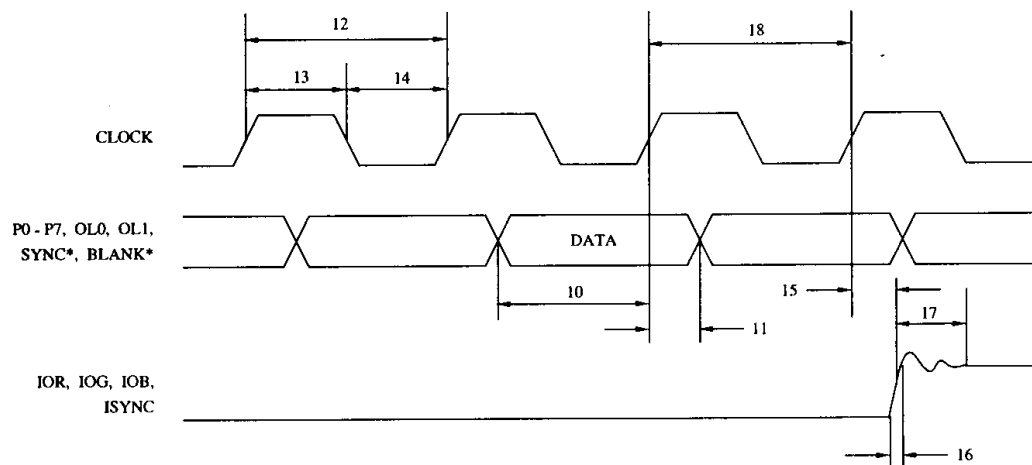 12
18
13
14
CLOCK
P0 - P7, OL0, OL1,
SYNC*, BLANK*
DATA
10
15
11
17
IOR, IOG, IOB,
ISYNC
16